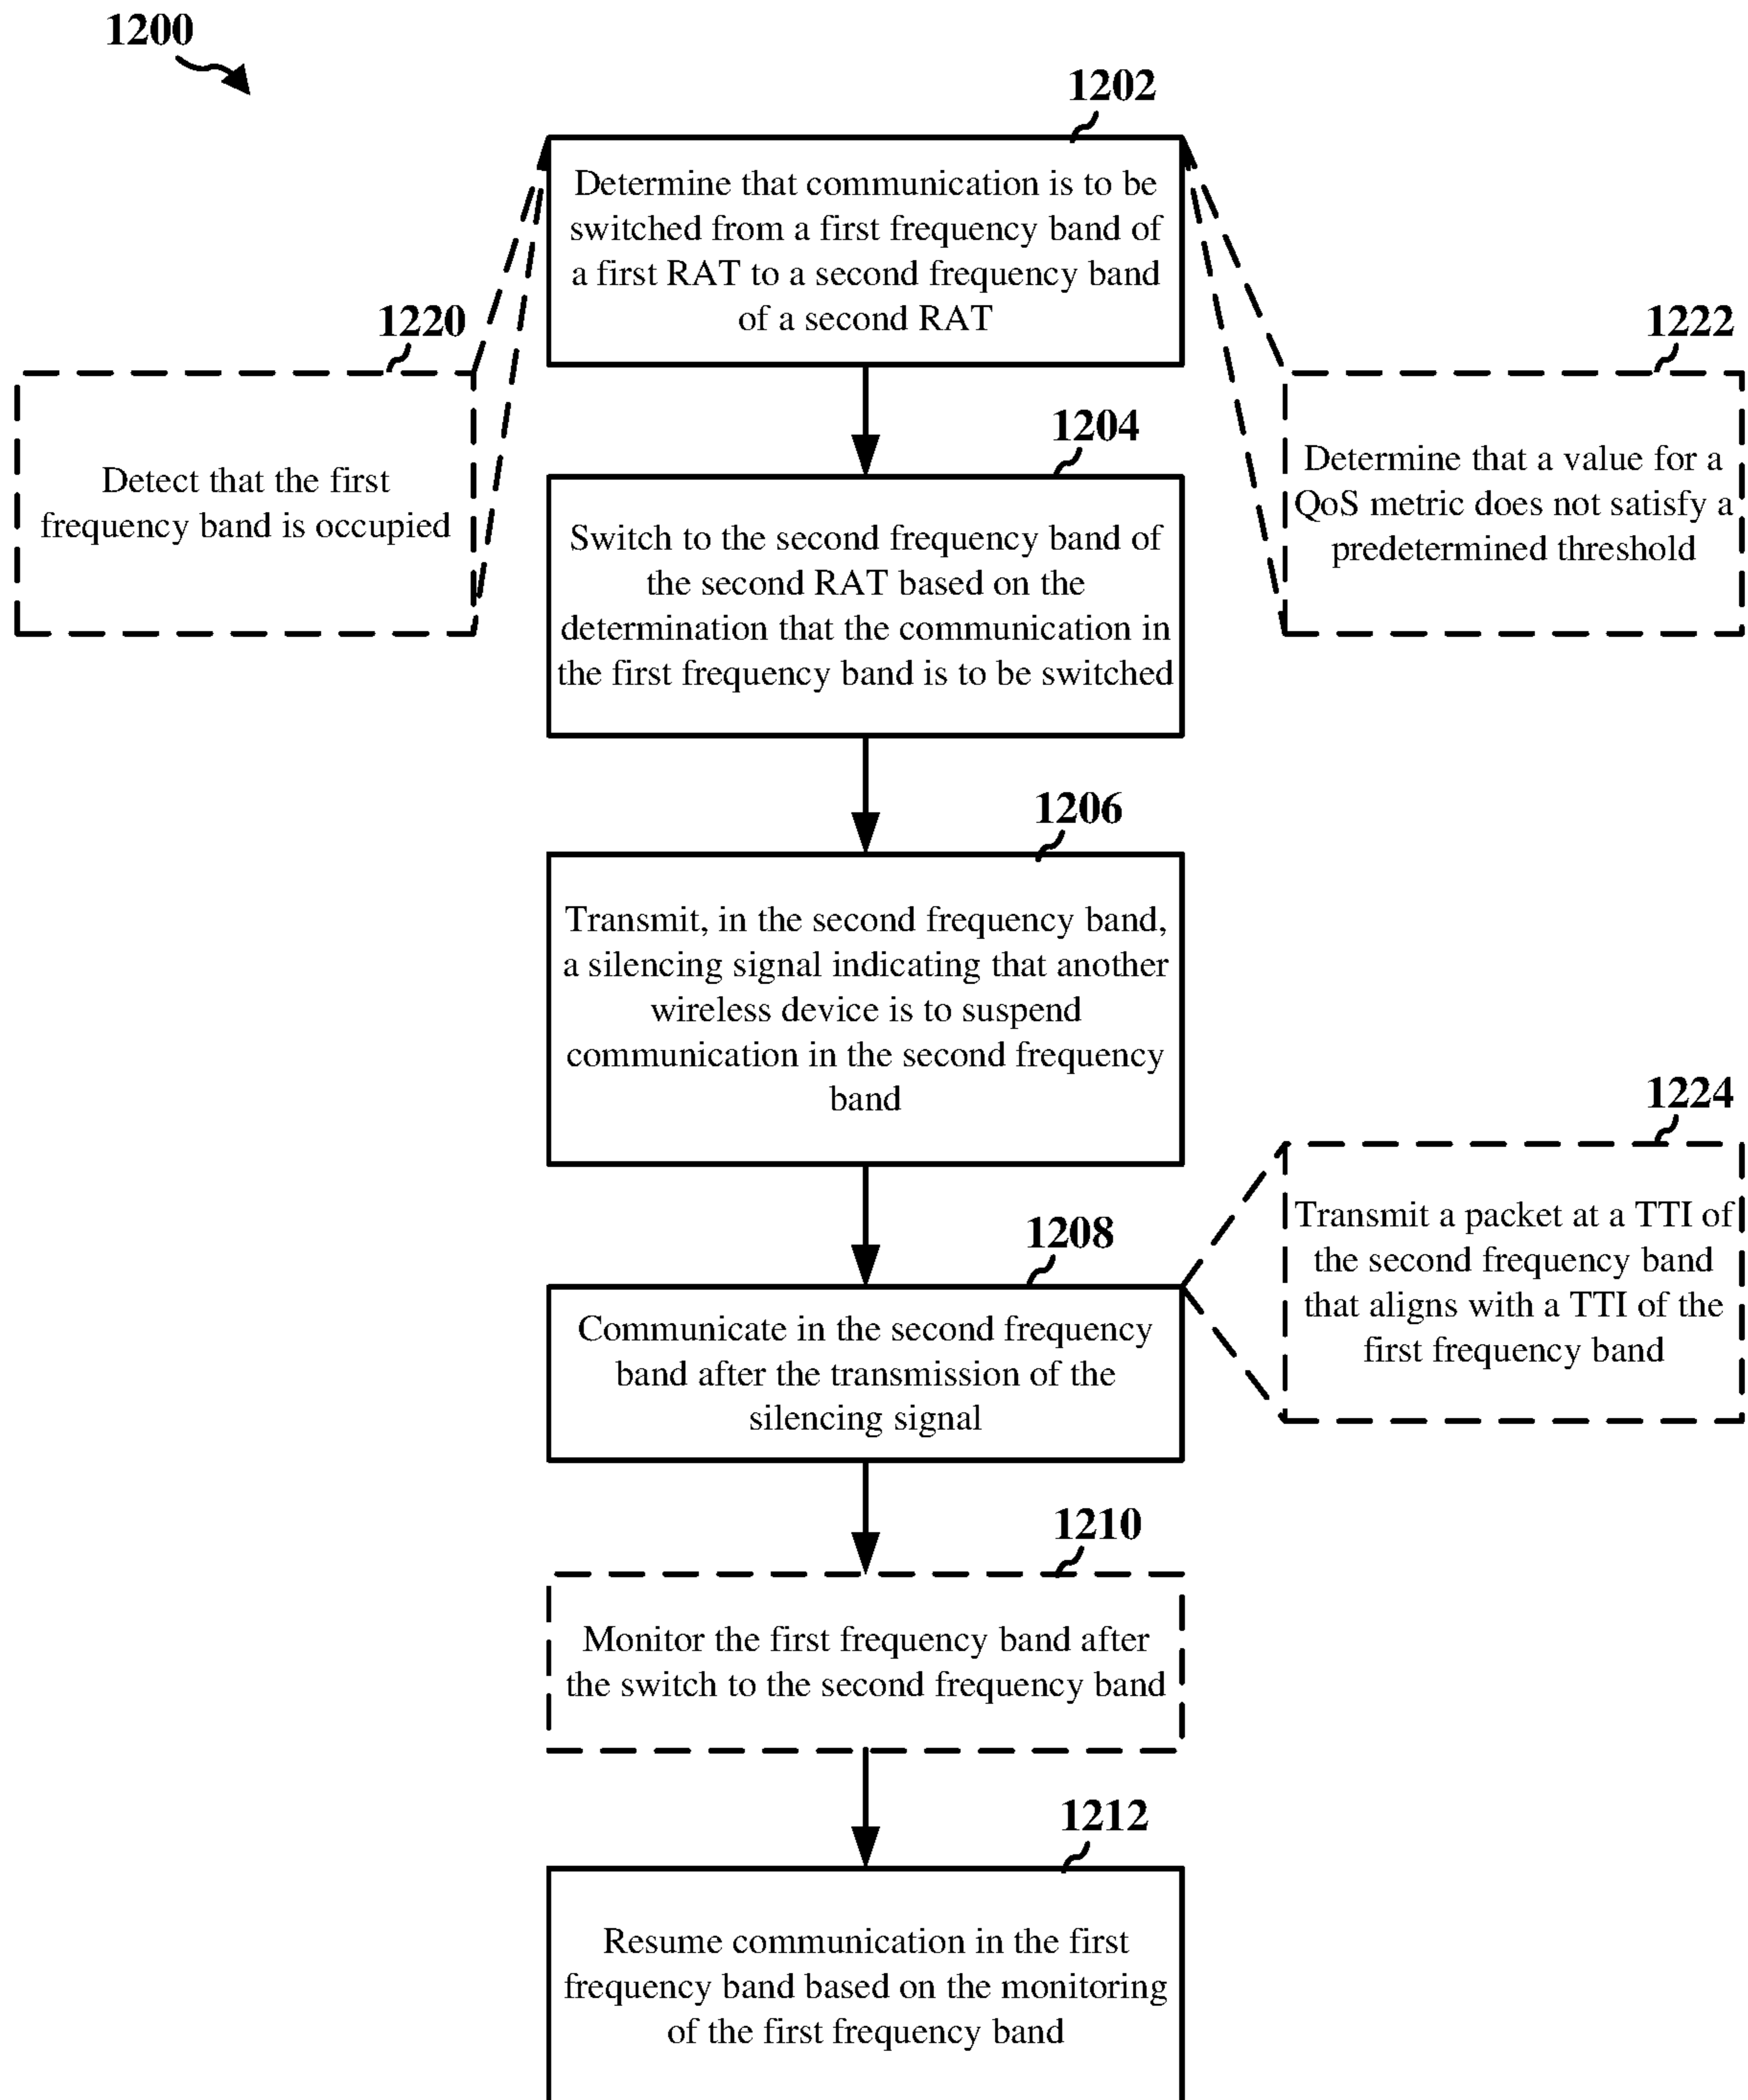 1200
1202
Determine that communication is to be
switched from a first frequency band of
a first RAT to a second frequency band
of a second RAT
1220
Detect that the first
frequency band is occupied
1222
Determine that a value for a
QoS metric does not satisfy a
predetermined threshold
1204
Switch to the second frequency band of
the second RAT based on the
determination that the communication in
the first frequency band is to be switched
1206
Transmit, in the second frequency band,
a silencing signal indicating that another
wireless device is to suspend
communication in the second frequency
band
1208
Communicate in the second frequency
band after the transmission of the
silencing signal
1224
Transmit a packet at a TTI of
the second frequency band
that aligns with a TTI of the
first frequency band
1210
Monitor the first frequency band after
the switch to the second frequency band
1212
Resume communication in the first
frequency band based on the monitoring
of the first frequency band